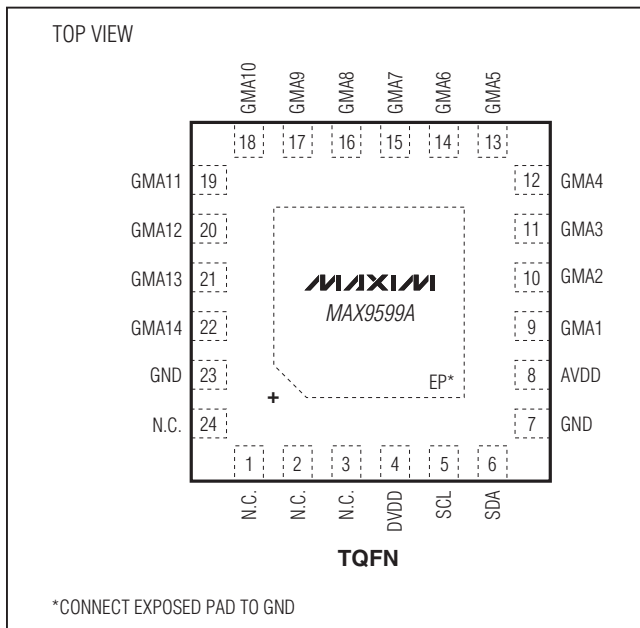 TOP VIEW
GMA10 GMA9 GMA8 GMA7 GMA6 GMA5
18 17 16 15 14 13
GMA11 19 12 GMA4
GMA12 20 11 GMA3
GMA13 21 10 GMA2
GMA14 22 9 GMA1
GND 23 8 AVDD
N.C. 24 7 GND
MAXIM
MAX9599A
EP*
+
1 2 3 4 5 6
N.C. N.C. N.C. DVDD SCL SDA
TQFN
*CONNECT EXPOSED PAD TO GND